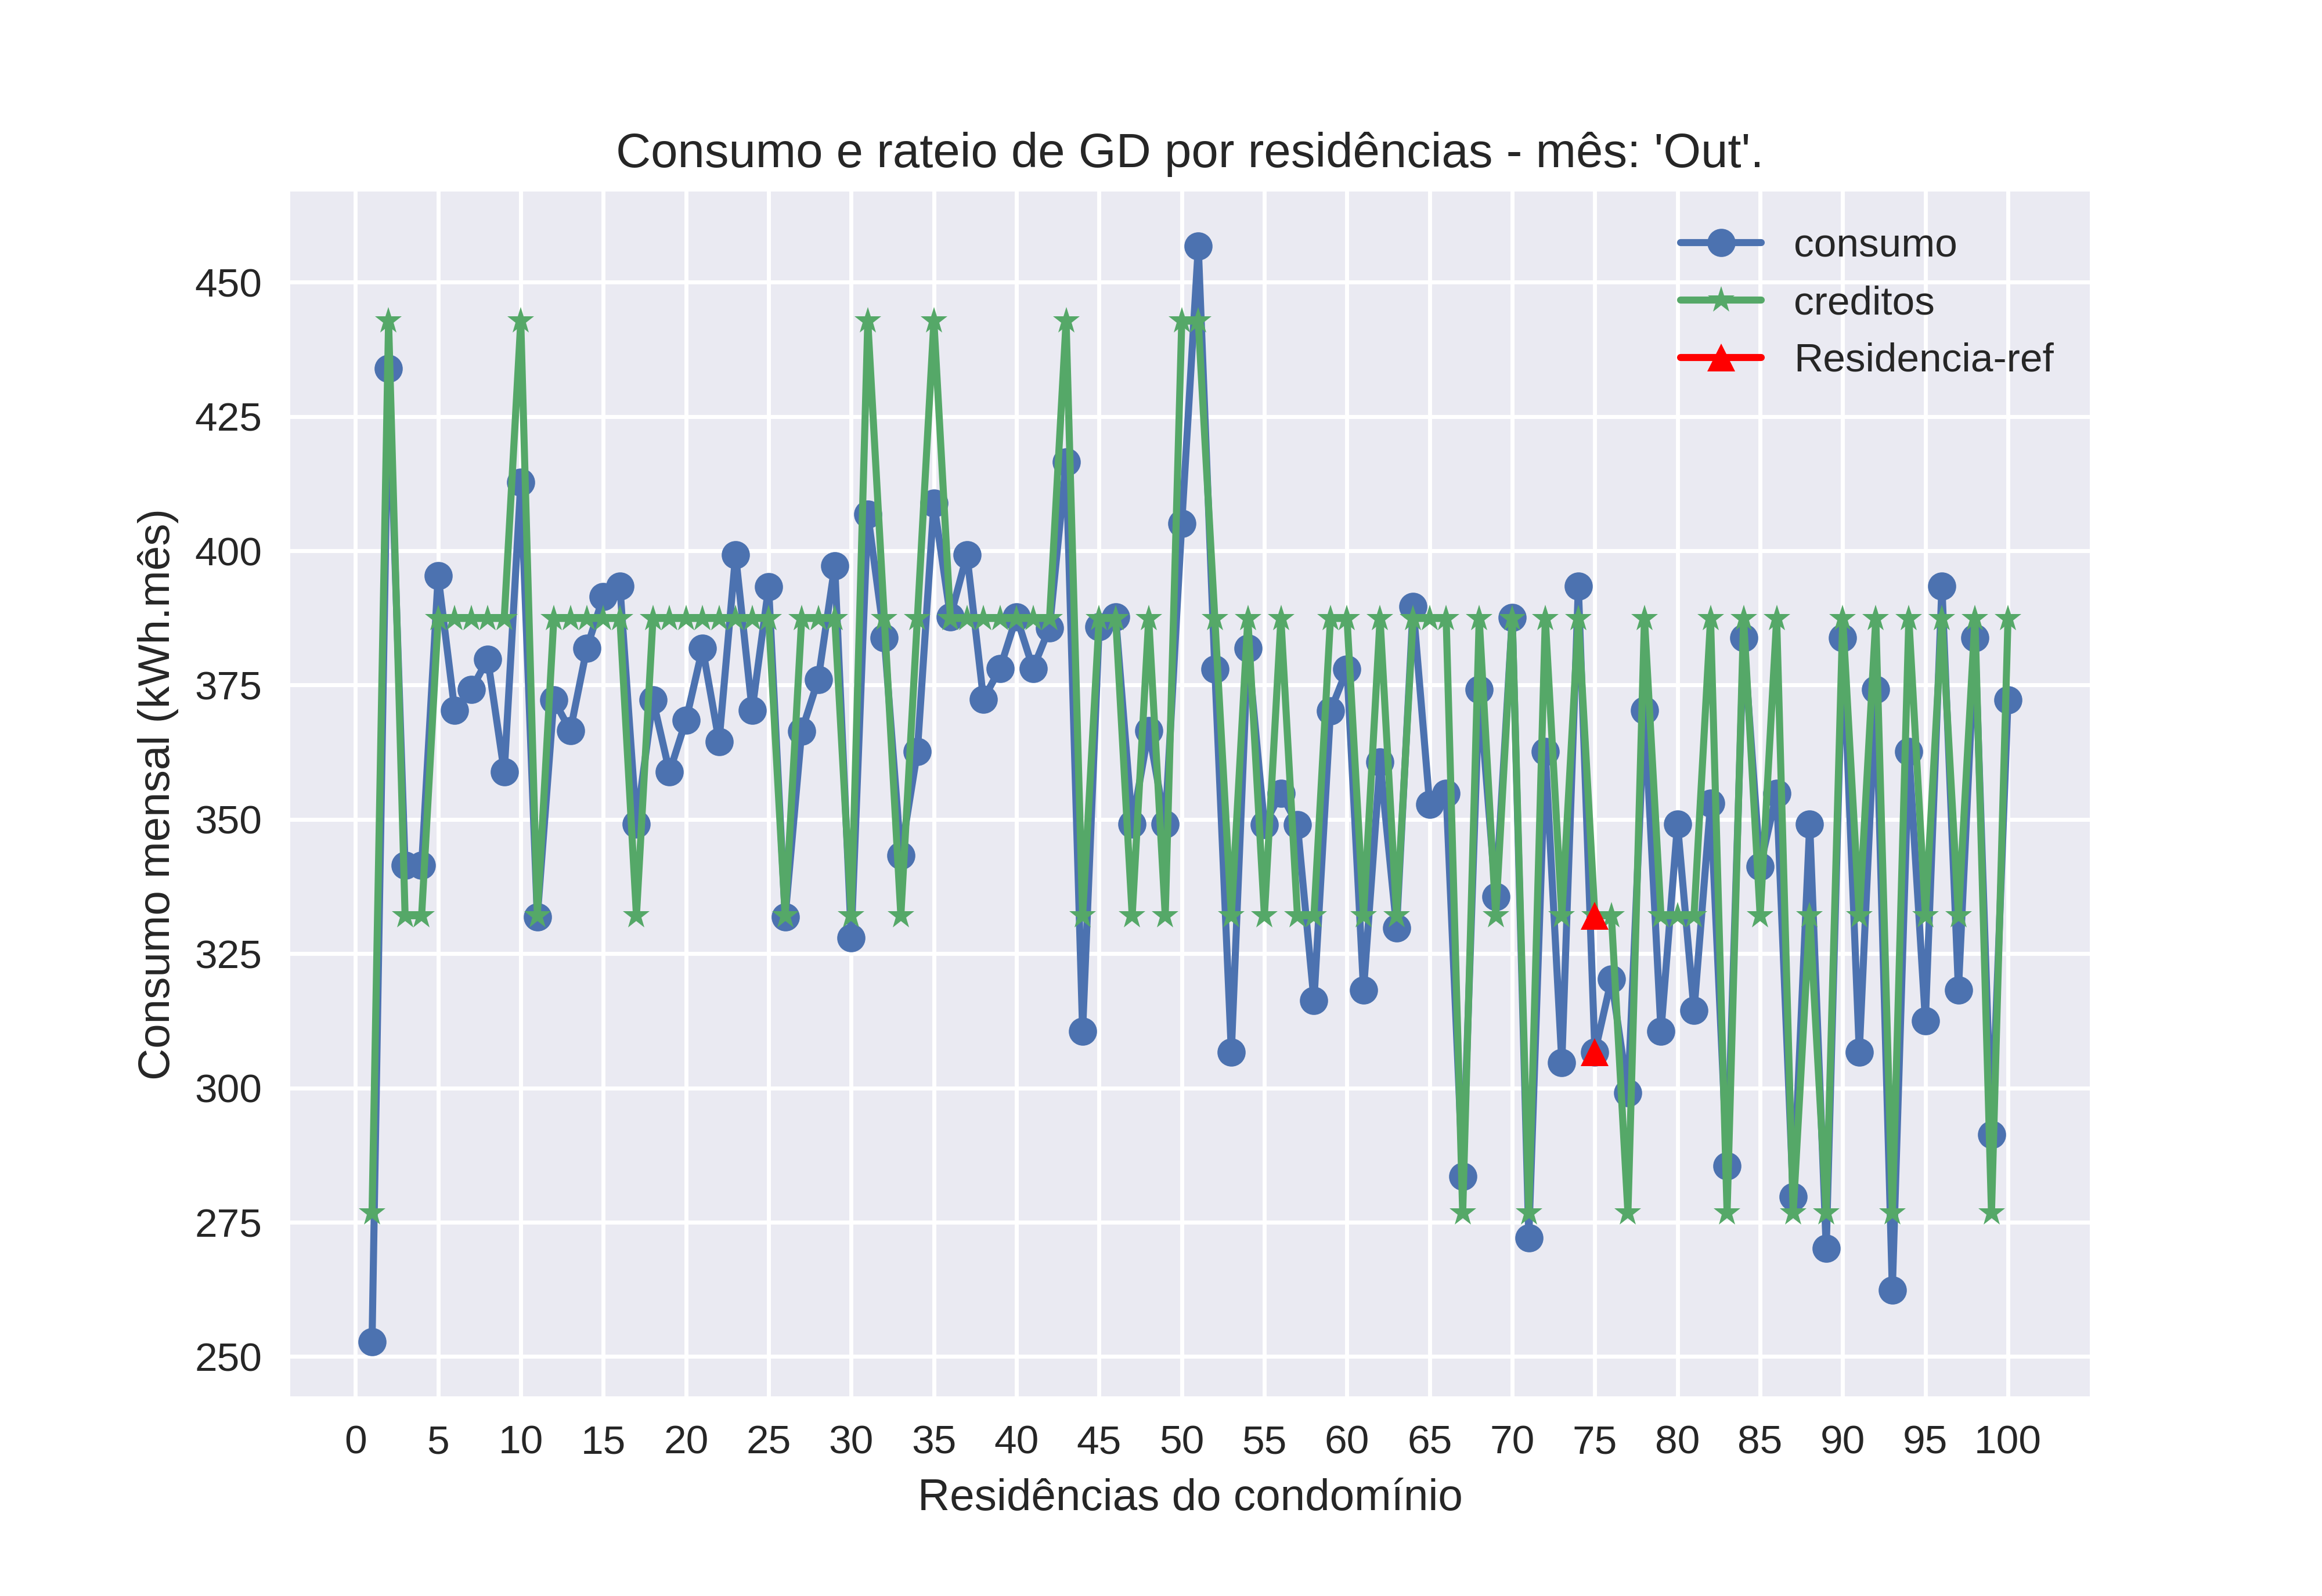 Consumo e rateio de GD por residências - mês: 'Out'.
consumo
creditos
Residencia-ref
Consumo mensal (kWh.mês)
450
425
400
375
350
325
300
275
250
0 5 10 15 20 25 30 35 40 45 50 55 60 65 70 75 80 85 90 95 100
Residências do condomínio